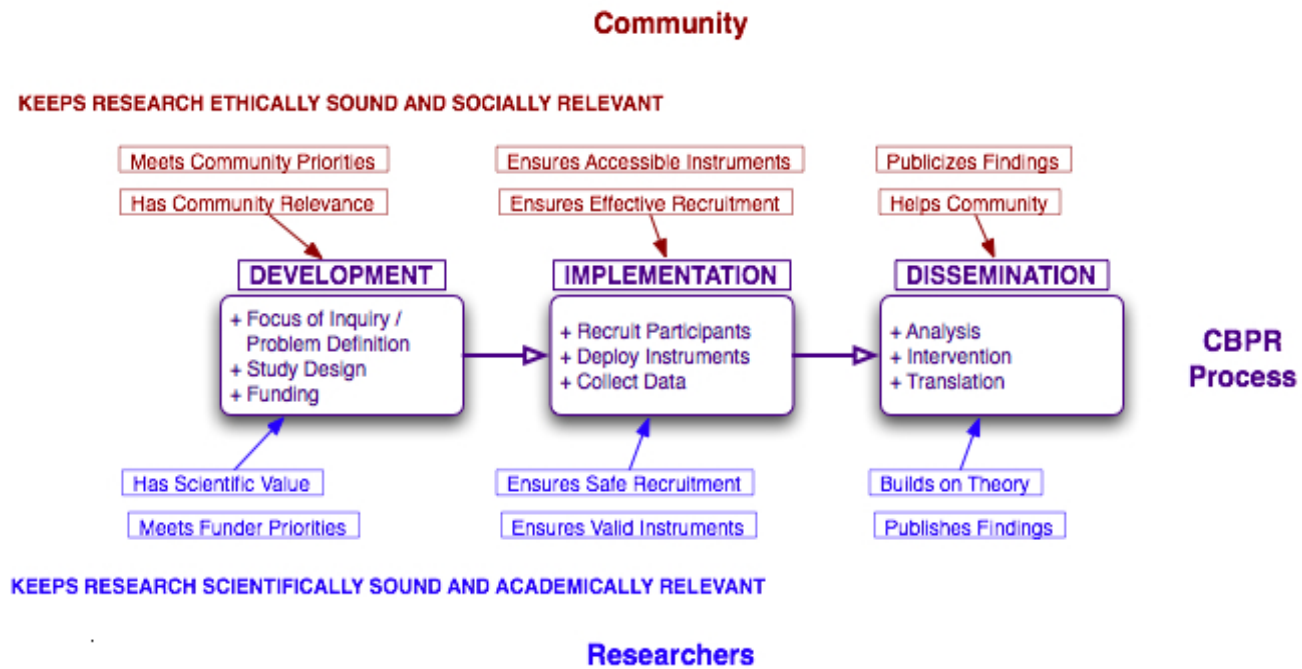 Community
KEEPS RESEARCH ETHICALLY SOUND AND SOCIALLY RELEVANT
Meets Community Priorities
Ensures Accessible Instruments
Publicizes Findings
Has Community Relevance
Ensures Effective Recruitment
Helps Community
DEVELOPMENT
IMPLEMENTATION
DISSEMINATION
+ Focus of Inquiry /
Problem Definition
+ Study Design
+ Funding
+ Recruit Participants
+ Deploy Instruments
+ Collect Data
+ Analysis
+ Intervention
+ Translation
CBPR
Process
Has Scientific Value
Ensures Safe Recruitment
Builds on Theory
Meets Funder Priorities
Ensures Valid Instruments
Publishes Findings
KEEPS RESEARCH SCIENTIFICALLY SOUND AND ACADEMICALLY RELEVANT
Researchers